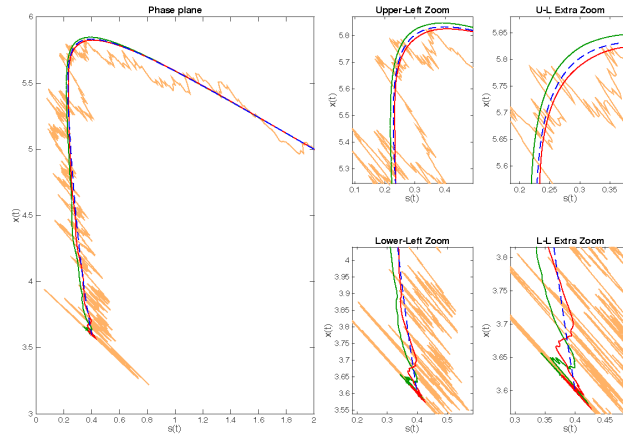 Phase plane
6
5.5
5
4.5
4
3.5
3
x(t)
0 0.2 0.4 0.6 0.8 1 1.2 1.4 1.6 1.8 2
s(t)
Upper-Left Zoom
5.8
5.7
5.6
5.5
5.4
5.3
x(t)
0.1 0.2 0.3 0.4 0.5
s(t)
U-L Extra Zoom
5.8
5.75
5.7
5.65
5.6
x(t)
0.2 0.25 0.3 0.35
s(t)
Lower-Left Zoom
4
3.95
3.9
3.85
3.8
3.75
3.7
3.65
3.6
3.55
x(t)
0.3 0.4 0.5
s(t)
L-L Extra Zoom
3.8
3.75
3.7
3.65
3.6
x(t)
0.3 0.35 0.4 0.45
s(t)